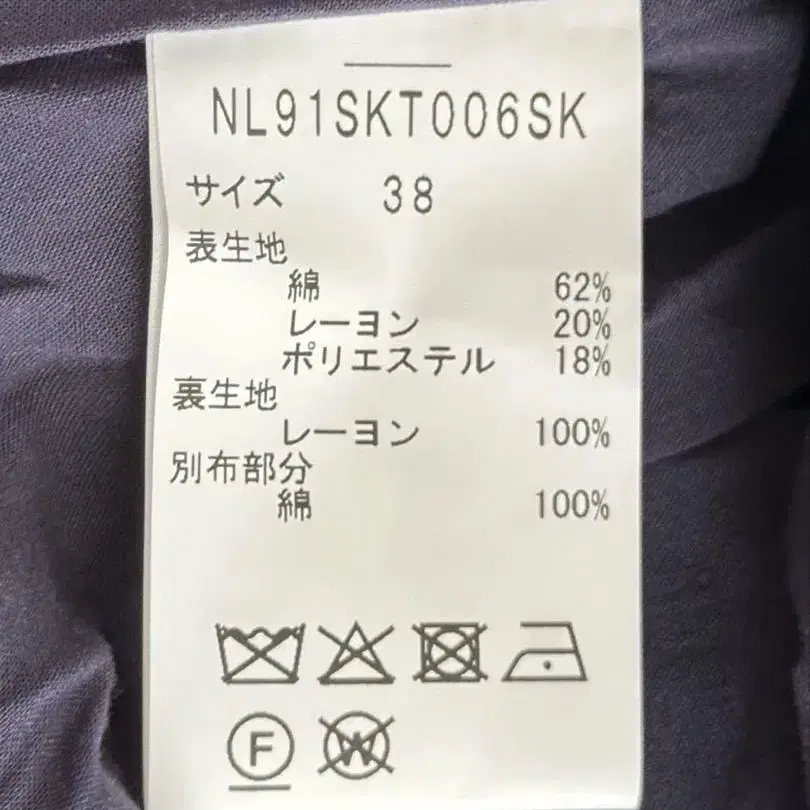 NL91SKT006SK
サイズ 38
表生地
綿 62%
レーヨン 20%
ポリエステル 18%
裏生地
レーヨン 100%
別布部分
綿 100%
F W